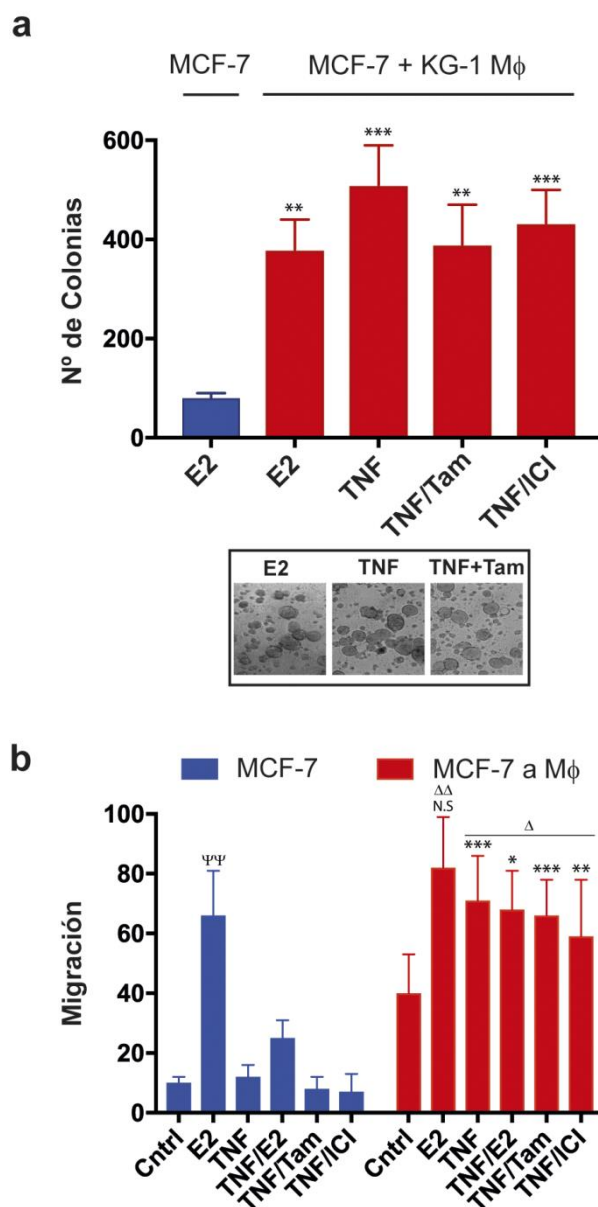 a
MCF-7
MCF-7 + KG-1 Mϕ
Nº de Colonias
600
400
200
0
**
***
**
***
E2
E2
TNF
TNF/Tam
TNF/ICI
E2
TNF
TNF+Tam
b
MCF-7
MCF-7 a Mϕ
Migración
100
80
60
40
20
0
ΨΨ
ΔΔ
N.S
Δ
***
*
***
**
Cntrl
E2
TNF
TNF/E2
TNF/Tam
TNF/ICI
Cntrl
E2
TNF
TNF/E2
TNF/Tam
TNF/ICI